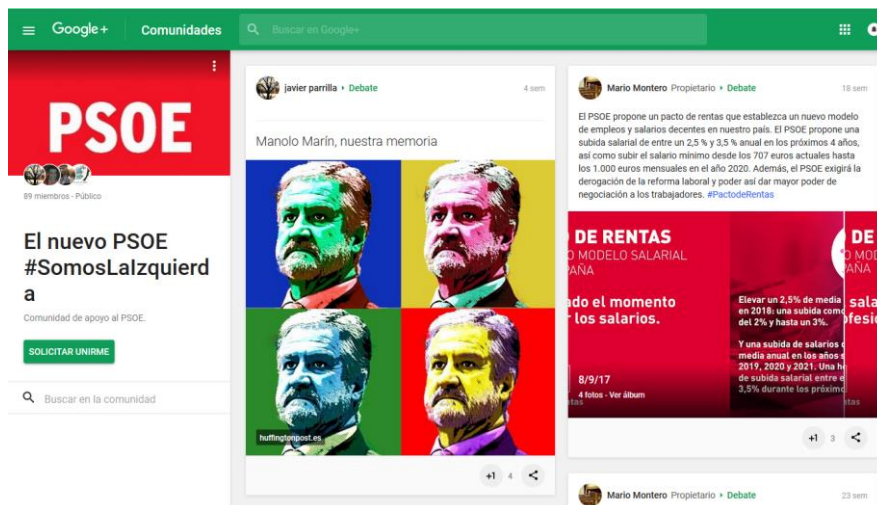 Google+
Comunidades
Buscar en Google+
PSOE
89 miembros - Público
El nuevo PSOE
#SomosLaIzquierd
a
Comunidad de apoyo al PSOE.
SOLICITAR UNIRME
Buscar en la comunidad
javier parrilla ▸ Debate
4 sem
Manolo Marín, nuestra memoria
huffingtonpost.es
+1 4
Mario Montero Propietario ▸ Debate
18 sem
El PSOE propone un pacto de rentas que establezca un nuevo modelo
de empleos y salarios decentes en nuestro país. El PSOE propone una
subida salarial de entre un 2,5 % y 3,5 % anual en los próximos 4 años,
así como subir el salario mínimo desde los 707 euros actuales hasta
los 1.000 euros mensuales en el año 2020. Además, el PSOE exigirá la
derogación de la reforma laboral y poder así dar mayor poder de
negociación a los trabajadores. #PactodeRentas
DE RENTAS
O MODELO SALARIAL
PAÑA
ado el momento
r los salarios.
8/9/17
4 fotos - Ver álbum
Elevar un 2,5% de media
en 2018: una subida com
del 2% y hasta un 3%.
Y una subida de salarios
media anual en los años
2019, 2020 y 2021. Una
de subida salarial entre e
3,5% durante los próxim
DE
O MOD
PAÑA
sala
ofesi
+1 3
Mario Montero Propietario ▸ Debate
23 sem